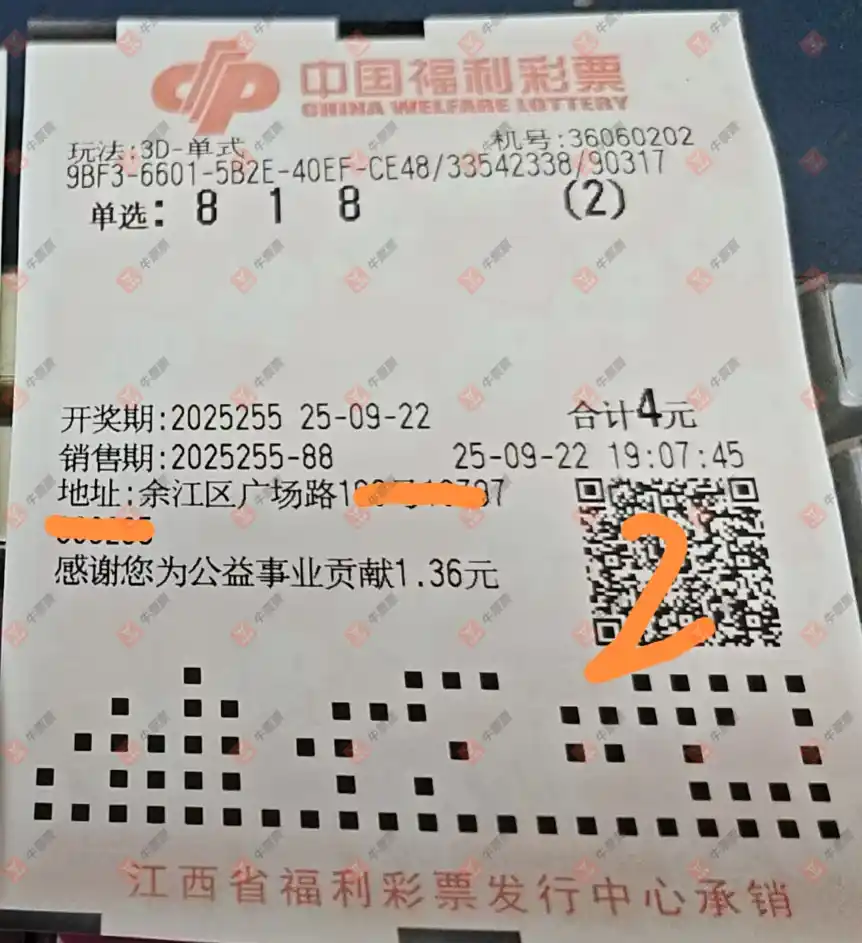 中国福利彩票
CHINA WELFARE LOTTERY
玩法:3D-单式 机号:36060202
9BF3-6601-5B2E-40EF-CE48/33542338/90317
单选: 8 1 8 (2)
开奖期:2025255 25-09-22 合计4元
销售期:2025255-88 25-09-22 19:07:45
地址:余江区广场路1
感谢您为公益事业贡献1.36元
2
江西省福利彩票发行中心承销